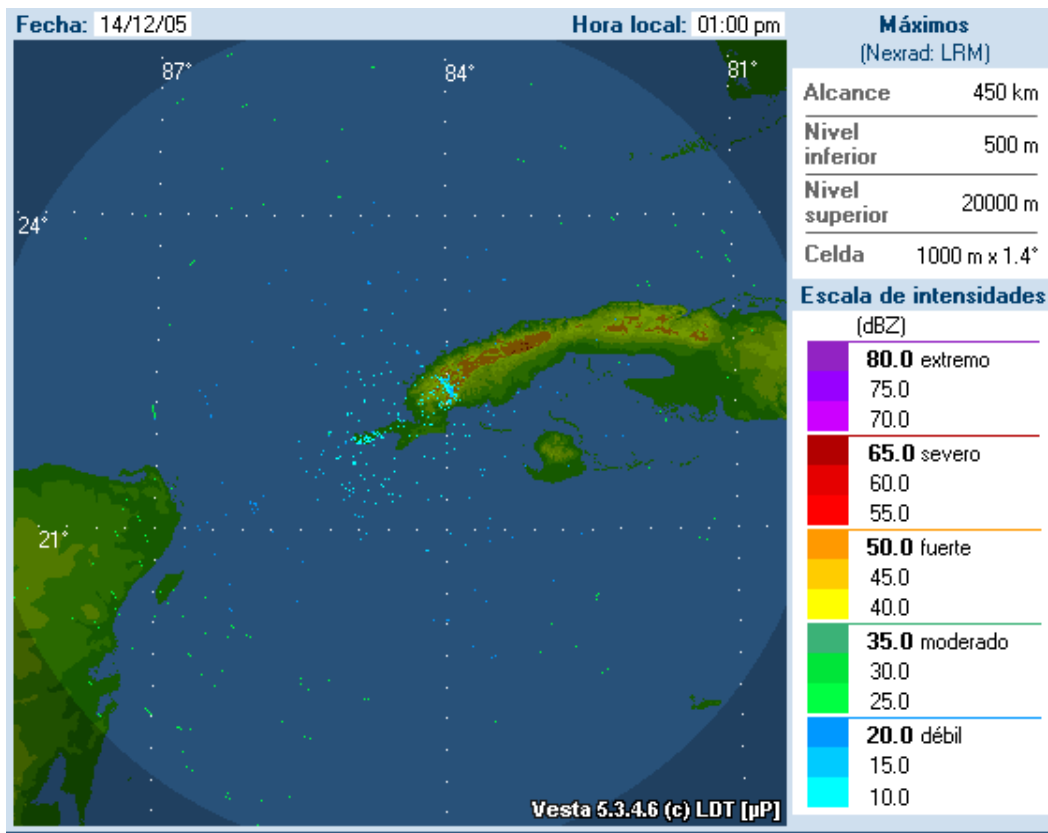 Fecha: 14/12/05 Hora local: 01:00 pm
87° 84° 81°
24°
21°
Vesta 5.3.4.6 (c) LDT [µP]
Máximos
(Nexrad: LRM)
Alcance 450 km
Nivel
inferior 500 m
Nivel
superior 20000 m
Celda 1000 m x 1.4°
Escala de intensidades
(dBZ)
80.0 extremo
75.0
70.0
65.0 severo
60.0
55.0
50.0 fuerte
45.0
40.0
35.0 moderado
30.0
25.0
20.0 débil
15.0
10.0